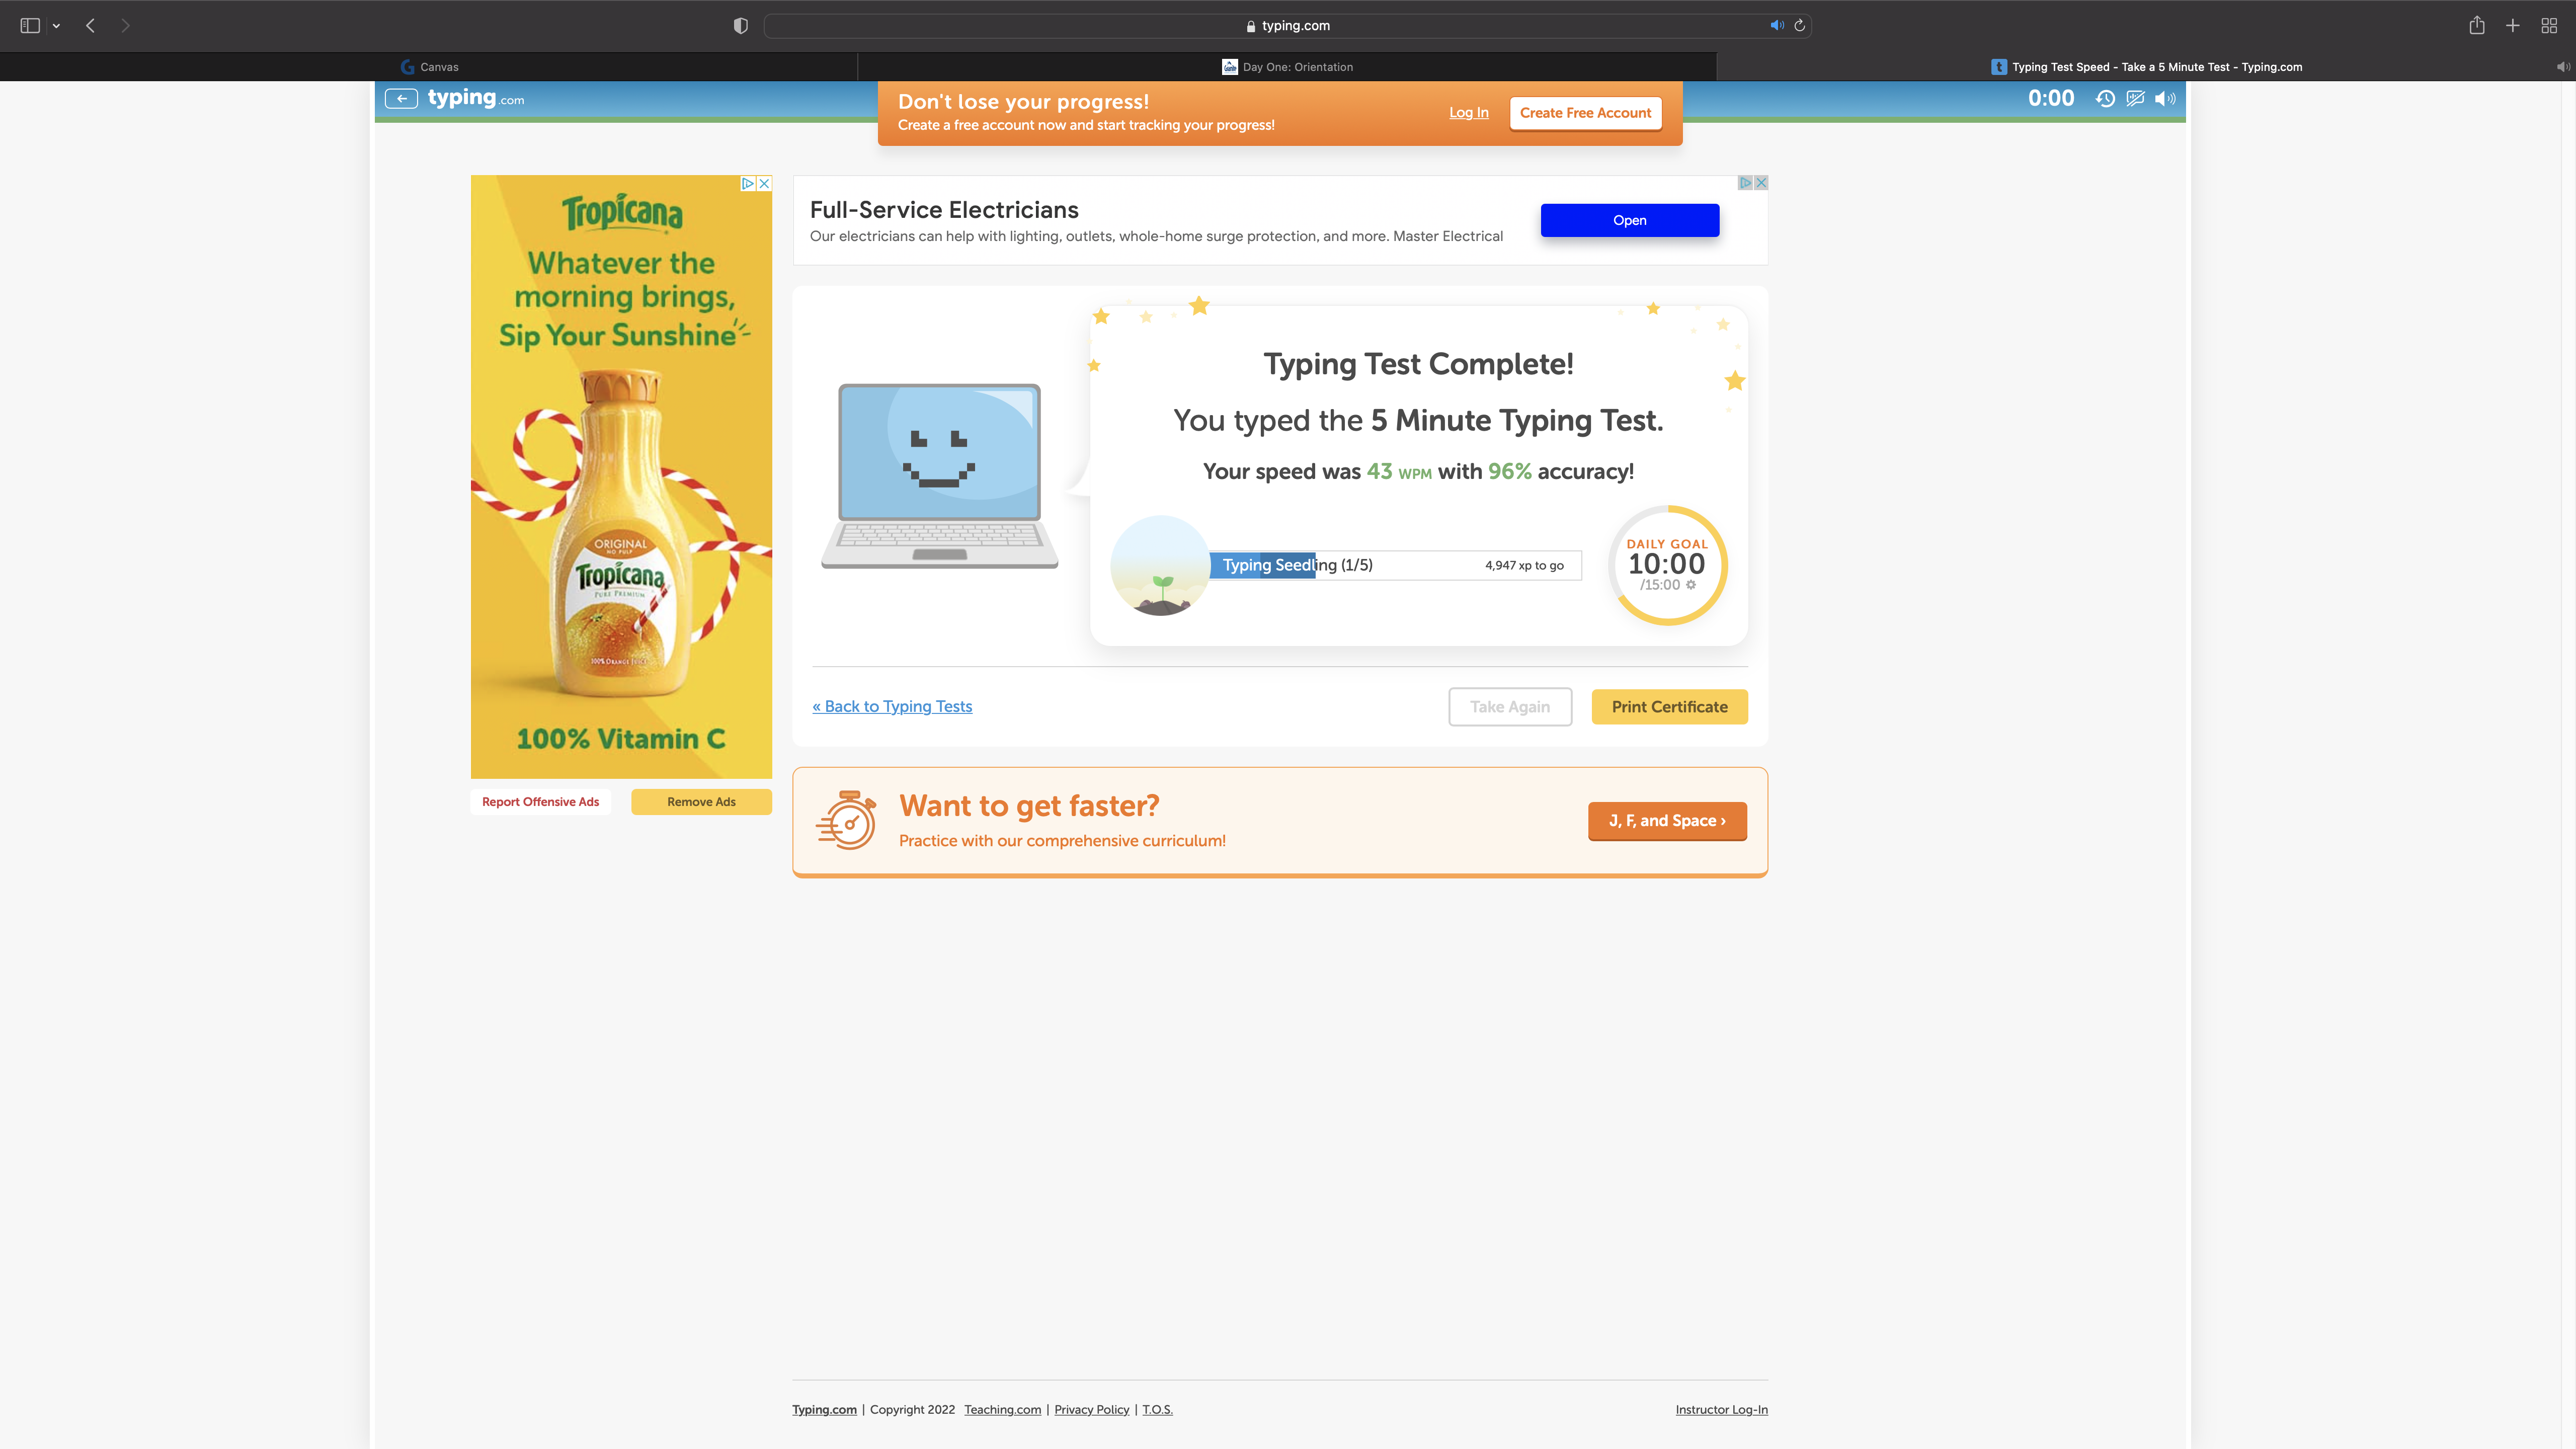 typing.com
Canvas
Day One: Orientation
Typing Test Speed - Take a 5 Minute Test - Typing.com
typing.com
Don't lose your progress!
Create a free account now and start tracking your progress!
Log In
Create Free Account
0:00
Tropicana
Whatever the
morning brings,
Sip Your Sunshine
ORIGINAL
NO PULP
Tropicana
PURE PREMIUM
100% ORANGE JUICE
100% Vitamin C
Report Offensive Ads
Remove Ads
Full-Service Electricians
Our electricians can help with lighting, outlets, whole-home surge protection, and more. Master Electrical
Open
Typing Test Complete!
You typed the 5 Minute Typing Test.
Your speed was 43 WPM with 96% accuracy!
Typing Seedling (1/5)
4,947 xp to go
DAILY GOAL
10:00
/15:00
« Back to Typing Tests
Take Again
Print Certificate
Want to get faster?
Practice with our comprehensive curriculum!
J, F, and Space ›
Typing.com | Copyright 2022 Teaching.com | Privacy Policy | T.O.S.
Instructor Log-In